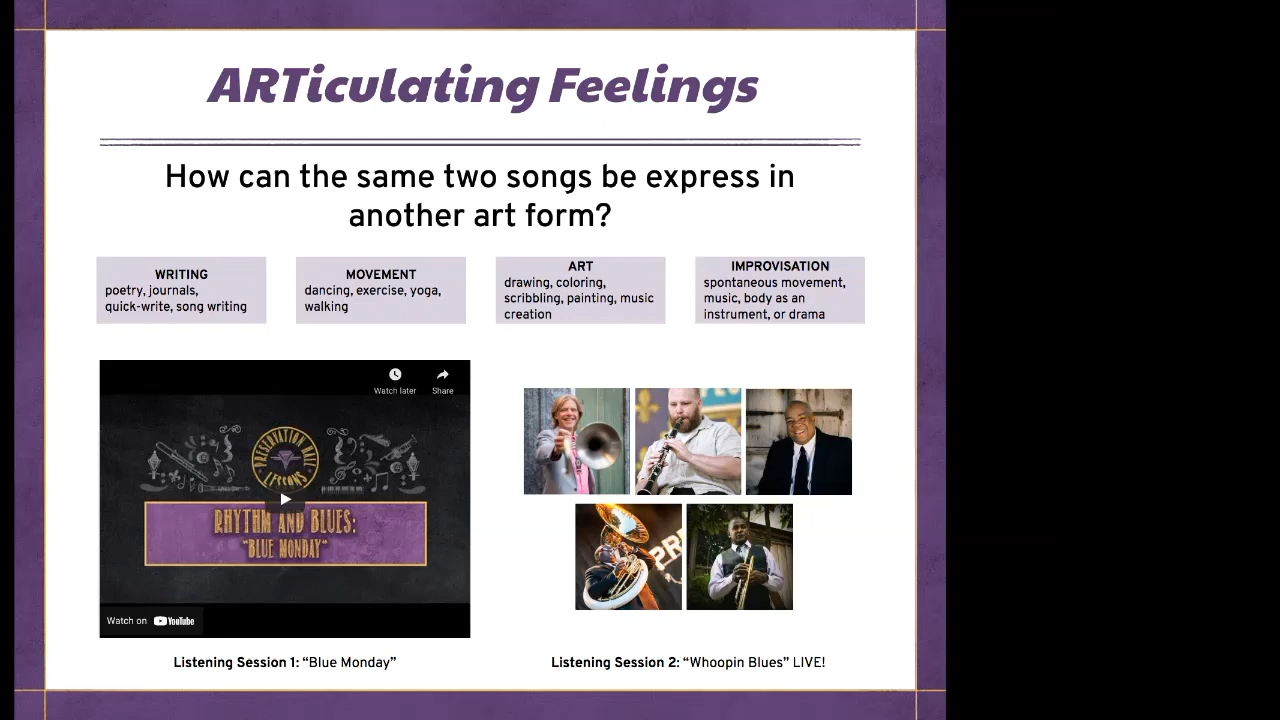 ARTiculating Feelings
How can the same two songs be express in
another art form?
WRITING
poetry, journals,
quick-write, song writing
MOVEMENT
dancing, exercise, yoga,
walking
ART
drawing, coloring,
scribbling, painting, music
creation
IMPROVISATION
spontaneous movement,
music, body as an
instrument, or drama
Watch later
Share
PRESERVATION HALL
LESSONS
RHYTHM AND BLUES:
"BLUE MONDAY"
Watch on YouTube
PRE
Listening Session 1: “Blue Monday”
Listening Session 2: “Whoopin Blues” LIVE!